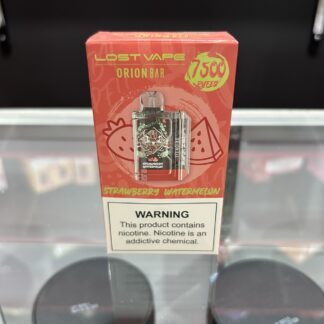 LOST VAPE
ORION BAR
7500
PUFFS
STRAWBERRY WATERMELON
WARNING
This product contains
nicotine. Nicotine is an
addictive chemical.